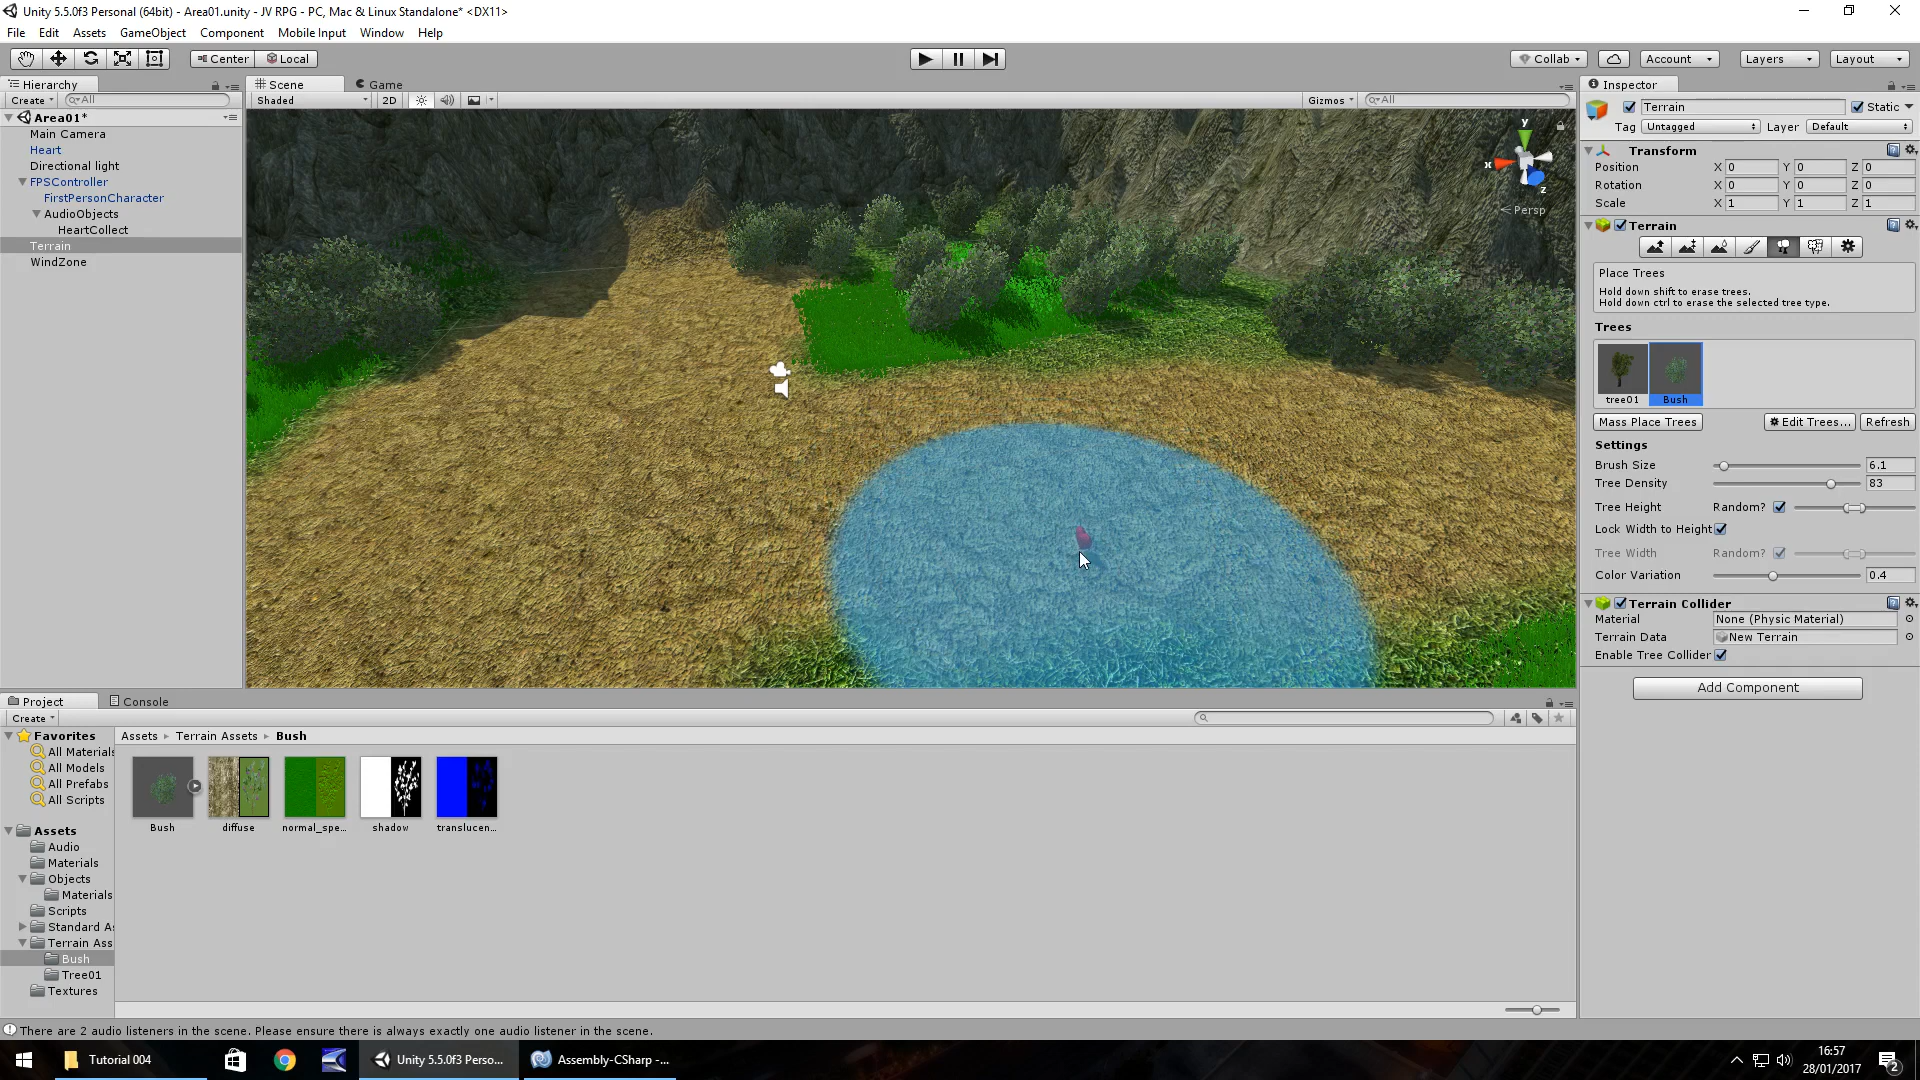 Unity 5.5.0f3 Personal (64bit) - Area01.unity - JV RPG - PC, Mac & Linux Standalone* <DX11>
File Edit Assets GameObject Component Mobile Input Window Help
Center Local Collab Account Layers Layout
Hierarchy
Create All
Area01*
Main Camera
Heart
Directional light
FPSController
FirstPersonCharacter
AudioObjects
HeartCollect
Terrain
WindZone
Scene Game
Shaded 2D Gizmos All
y
x
z
Persp
Inspector
Terrain Static
Tag Untagged Layer Default
Transform
Position X 0 Y 0 Z 0
Rotation X 0 Y 0 Z 0
Scale X 1 Y 1 Z 1
Terrain
Place Trees
Hold down shift to erase trees.
Hold down ctrl to erase the selected tree type.
Trees
tree01 Bush
Mass Place Trees Edit Trees... Refresh
Settings
Brush Size 6.1
Tree Density 83
Tree Height Random?
Lock Width to Height
Tree Width Random?
Color Variation 0.4
Terrain Collider
Material None (Physic Material)
Terrain Data New Terrain
Enable Tree Collider
Add Component
Project Console
Create
Favorites
All Materials
All Models
All Prefabs
All Scripts
Assets
Audio
Materials
Objects
Materials
Scripts
Standard As
Terrain Ass
Bush
Tree01
Textures
Assets Terrain Assets Bush
Bush diffuse normal_spe... shadow translucen...
There are 2 audio listeners in the scene. Please ensure there is always exactly one audio listener in the scene.
Tutorial 004 Unity 5.5.0f3 Perso... Assembly-CSharp -...
16:57
28/01/2017
2